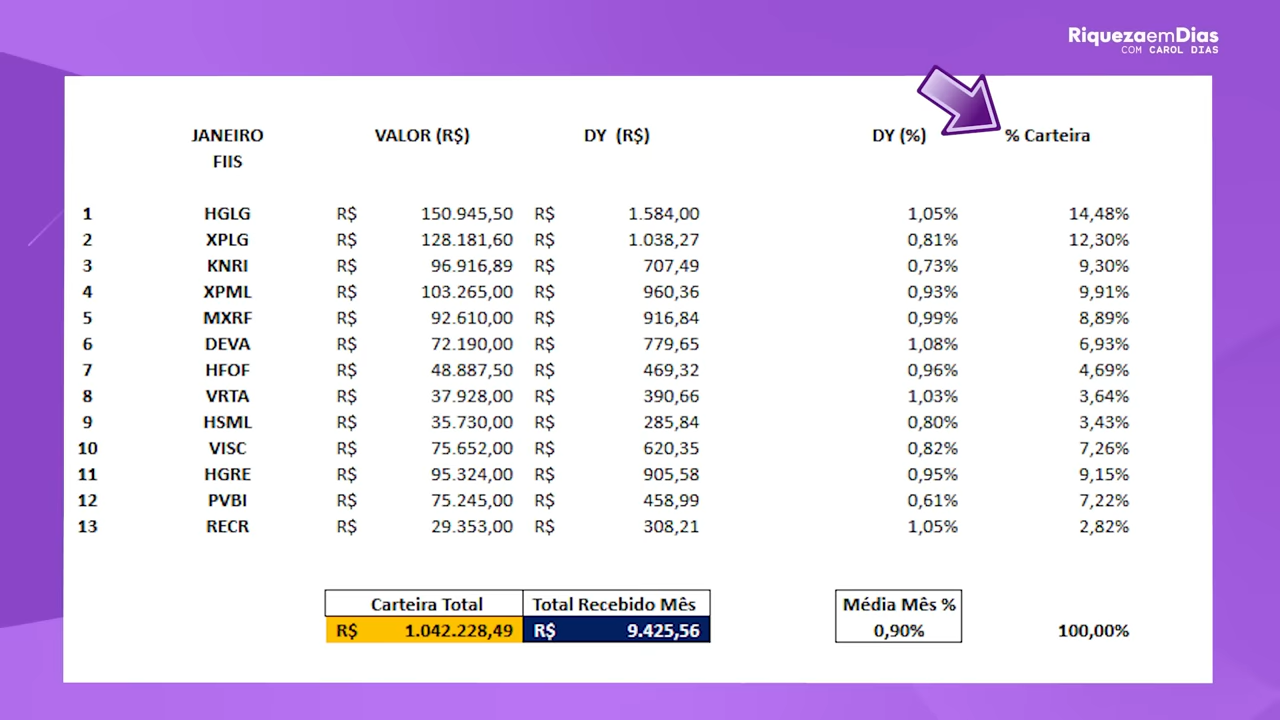 RiquezaemDias
COM CAROL DIAS
JANEIRO VALOR (R$) DY (R$) DY (%) % Carteira
FIIS
1 HGLG R$ 150.945,50 R$ 1.584,00 1,05% 14,48%
2 XPLG R$ 128.181,60 R$ 1.038,27 0,81% 12,30%
3 KNRI R$ 96.916,89 R$ 707,49 0,73% 9,30%
4 XPML R$ 103.265,00 R$ 960,36 0,93% 9,91%
5 MXRF R$ 92.610,00 R$ 916,84 0,99% 8,89%
6 DEVA R$ 72.190,00 R$ 779,65 1,08% 6,93%
7 HFOF R$ 48.887,50 R$ 469,32 0,96% 4,69%
8 VRTA R$ 37.928,00 R$ 390,66 1,03% 3,64%
9 HSML R$ 35.730,00 R$ 285,84 0,80% 3,43%
10 VISC R$ 75.652,00 R$ 620,35 0,82% 7,26%
11 HGRE R$ 95.324,00 R$ 905,58 0,95% 9,15%
12 PVBI R$ 75.245,00 R$ 458,99 0,61% 7,22%
13 RECR R$ 29.353,00 R$ 308,21 1,05% 2,82%
Carteira Total Total Recebido Mês Média Mês %
R$ 1.042.228,49 R$ 9.425,56 0,90% 100,00%